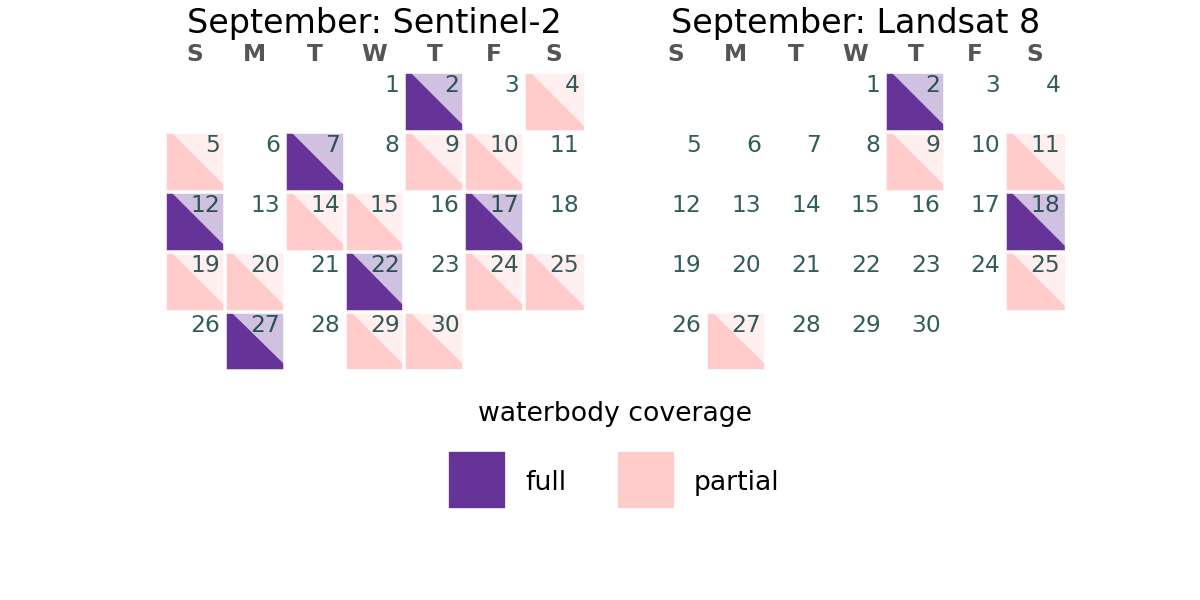 September: Sentinel-2
S M T W T F S
1 2 3 4
5 6 7 8 9 10 11
12 13 14 15 16 17 18
19 20 21 22 23 24 25
26 27 28 29 30
September: Landsat 8
S M T W T F S
1 2 3 4
5 6 7 8 9 10 11
12 13 14 15 16 17 18
19 20 21 22 23 24 25
26 27 28 29 30
waterbody coverage
full
partial